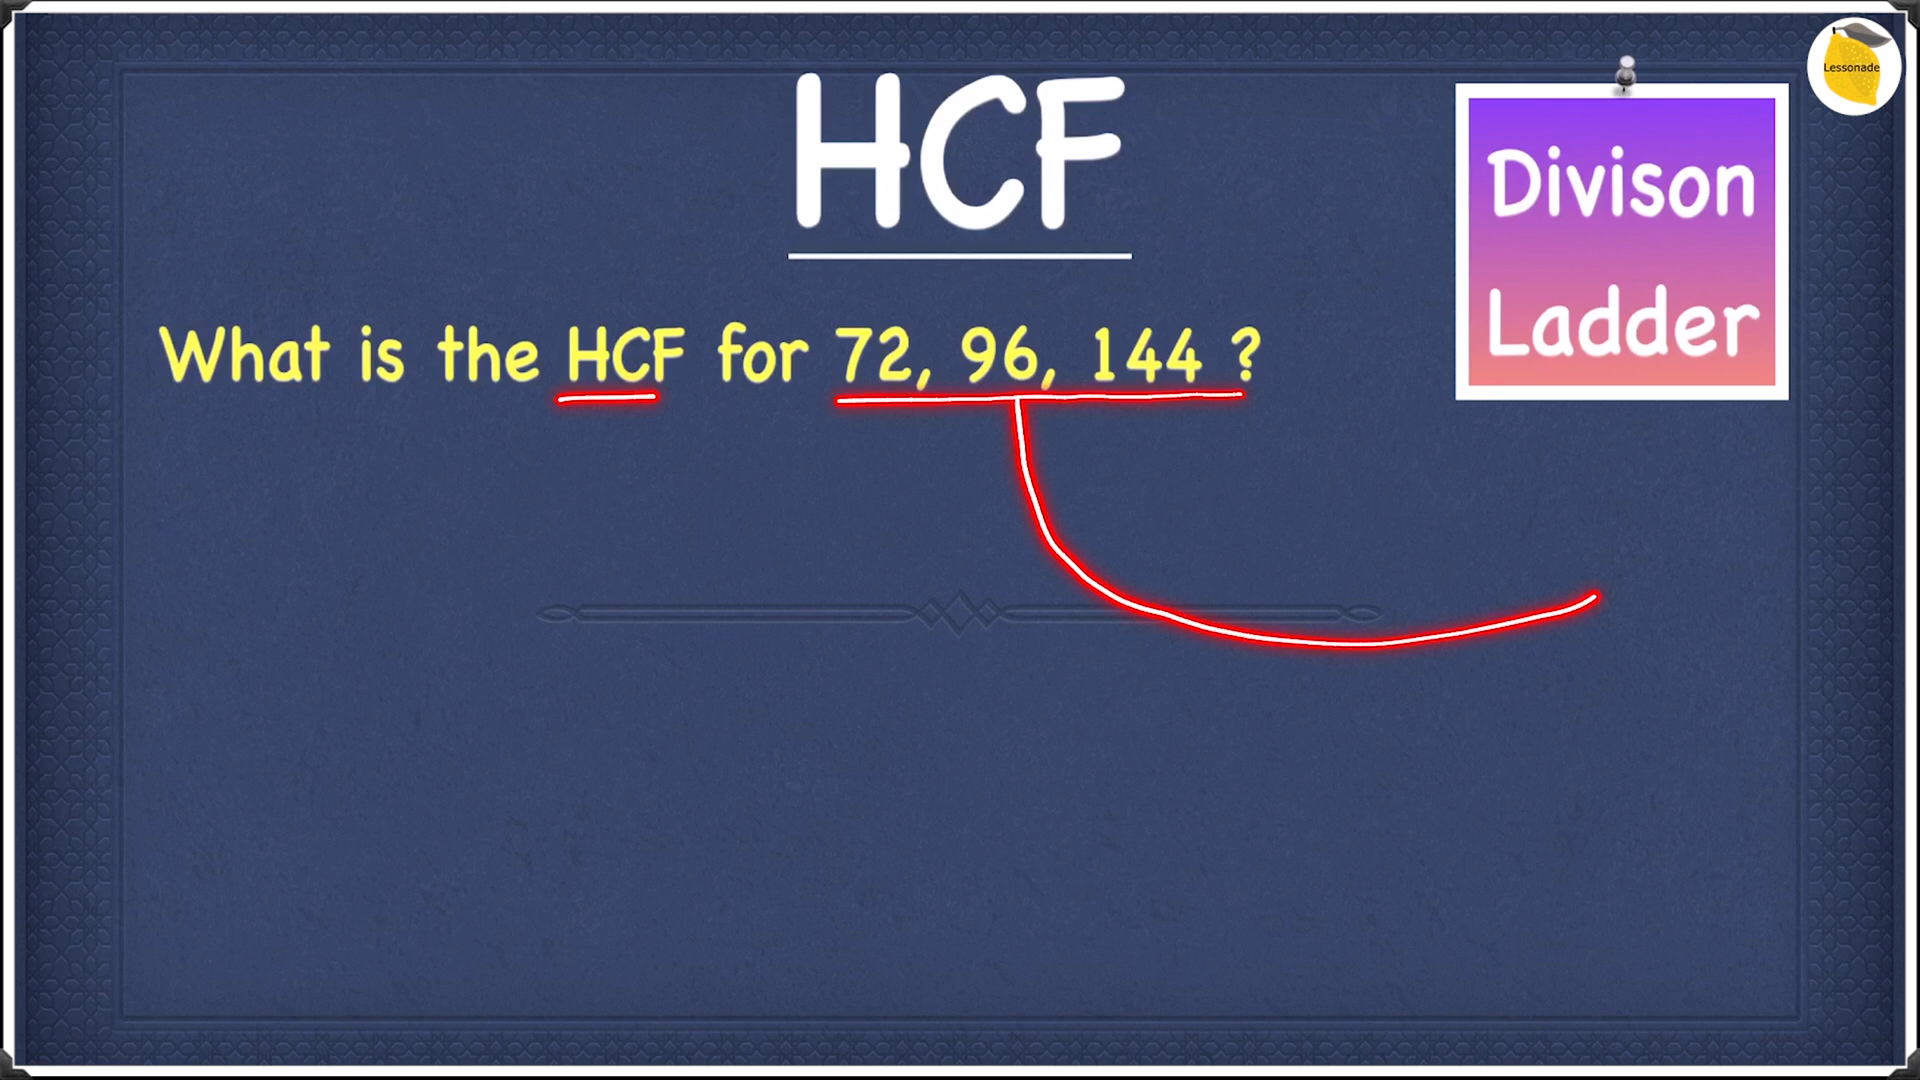 HCF
Lessonade
Divison
Ladder
What is the HCF for 72, 96, 144 ?